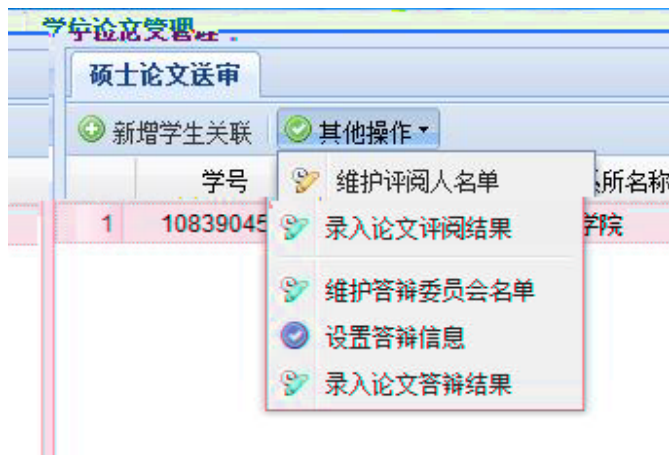 学位论文管理
硕士论文送审
新增学生关联 其他操作
学号 所名称
1 10839045 学院
维护评阅人名单
录入论文评阅结果
维护答辩委员会名单
设置答辩信息
录入论文答辩结果